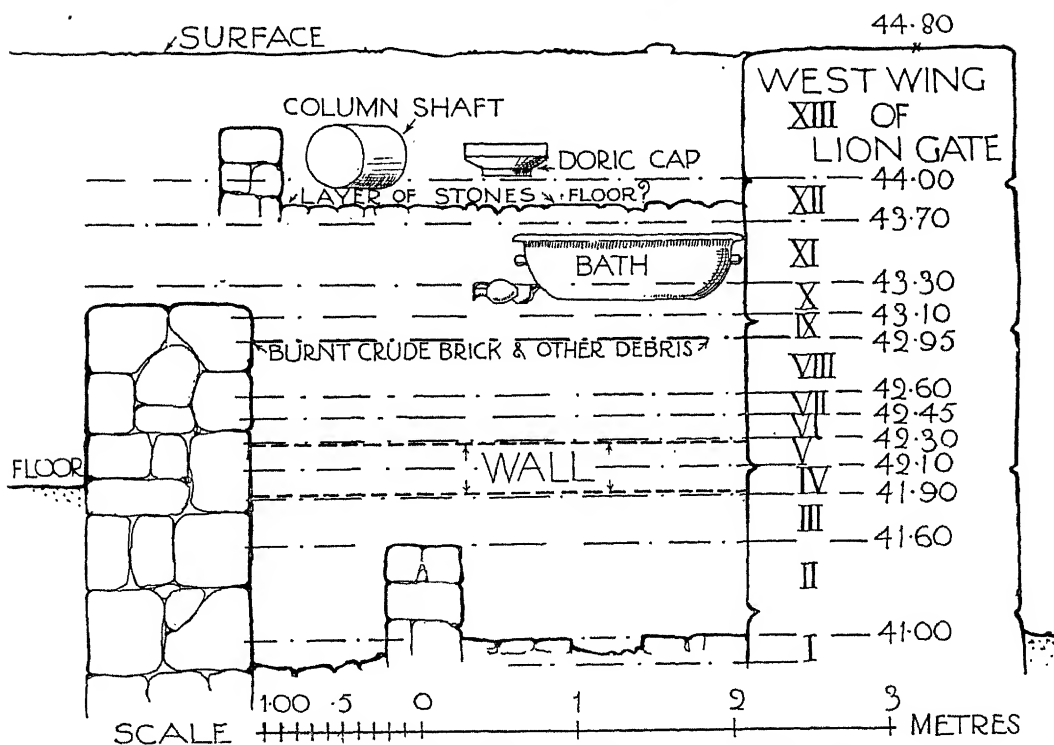 44·80
SURFACE
WEST WING
XIII OF
LION GATE
COLUMN SHAFT
DORIC CAP
44·00
LAYER OF STONES FLOOR?
XII
43·70
XI
BATH
43·30
X
43·10
IX
42·95
BURNT CRUDE BRICK & OTHER DEBRIS
VIII
42·60
VII
42·45
VI
42·30
V
WALL
42·10
FLOOR
IV
41·90
III
41·60
II
41·00
I
1·00 ·5 0 1 2 3
SCALE METRES